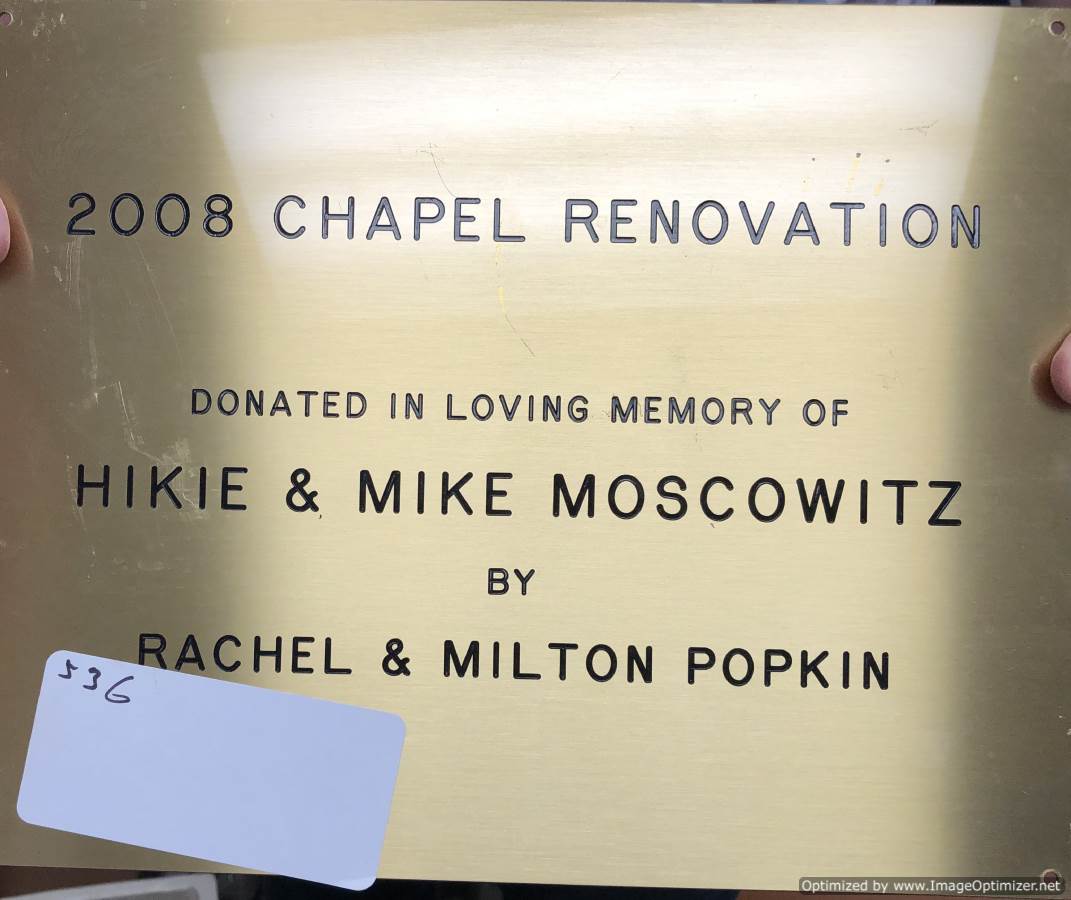 2008 CHAPEL RENOVATION
DONATED IN LOVING MEMORY OF
HIKIE & MIKE MOSCOWITZ
BY
RACHEL & MILTON POPKIN
536
Optimized by www.ImageOptimizer.net